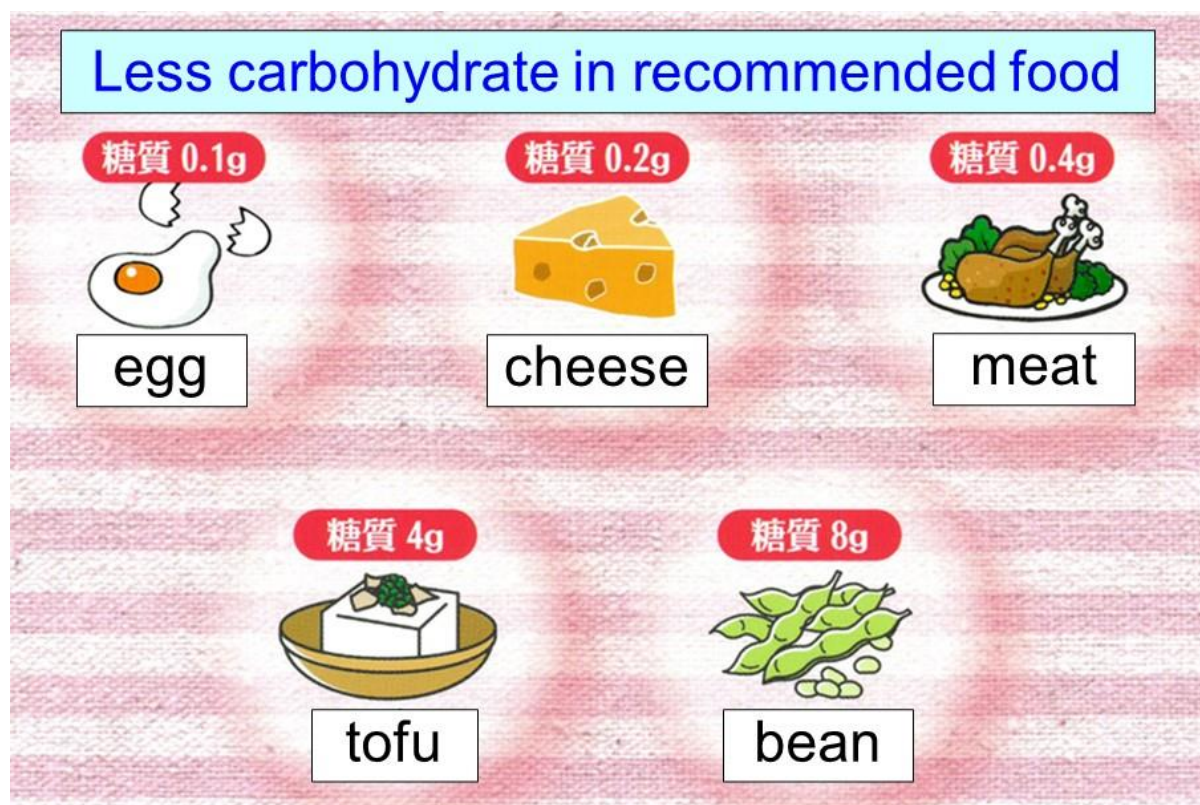 Less carbohydrate in recommended food
糖質 0.1g
糖質 0.2g
糖質 0.4g
egg
cheese
meat
糖質 4g
糖質 8g
tofu
bean